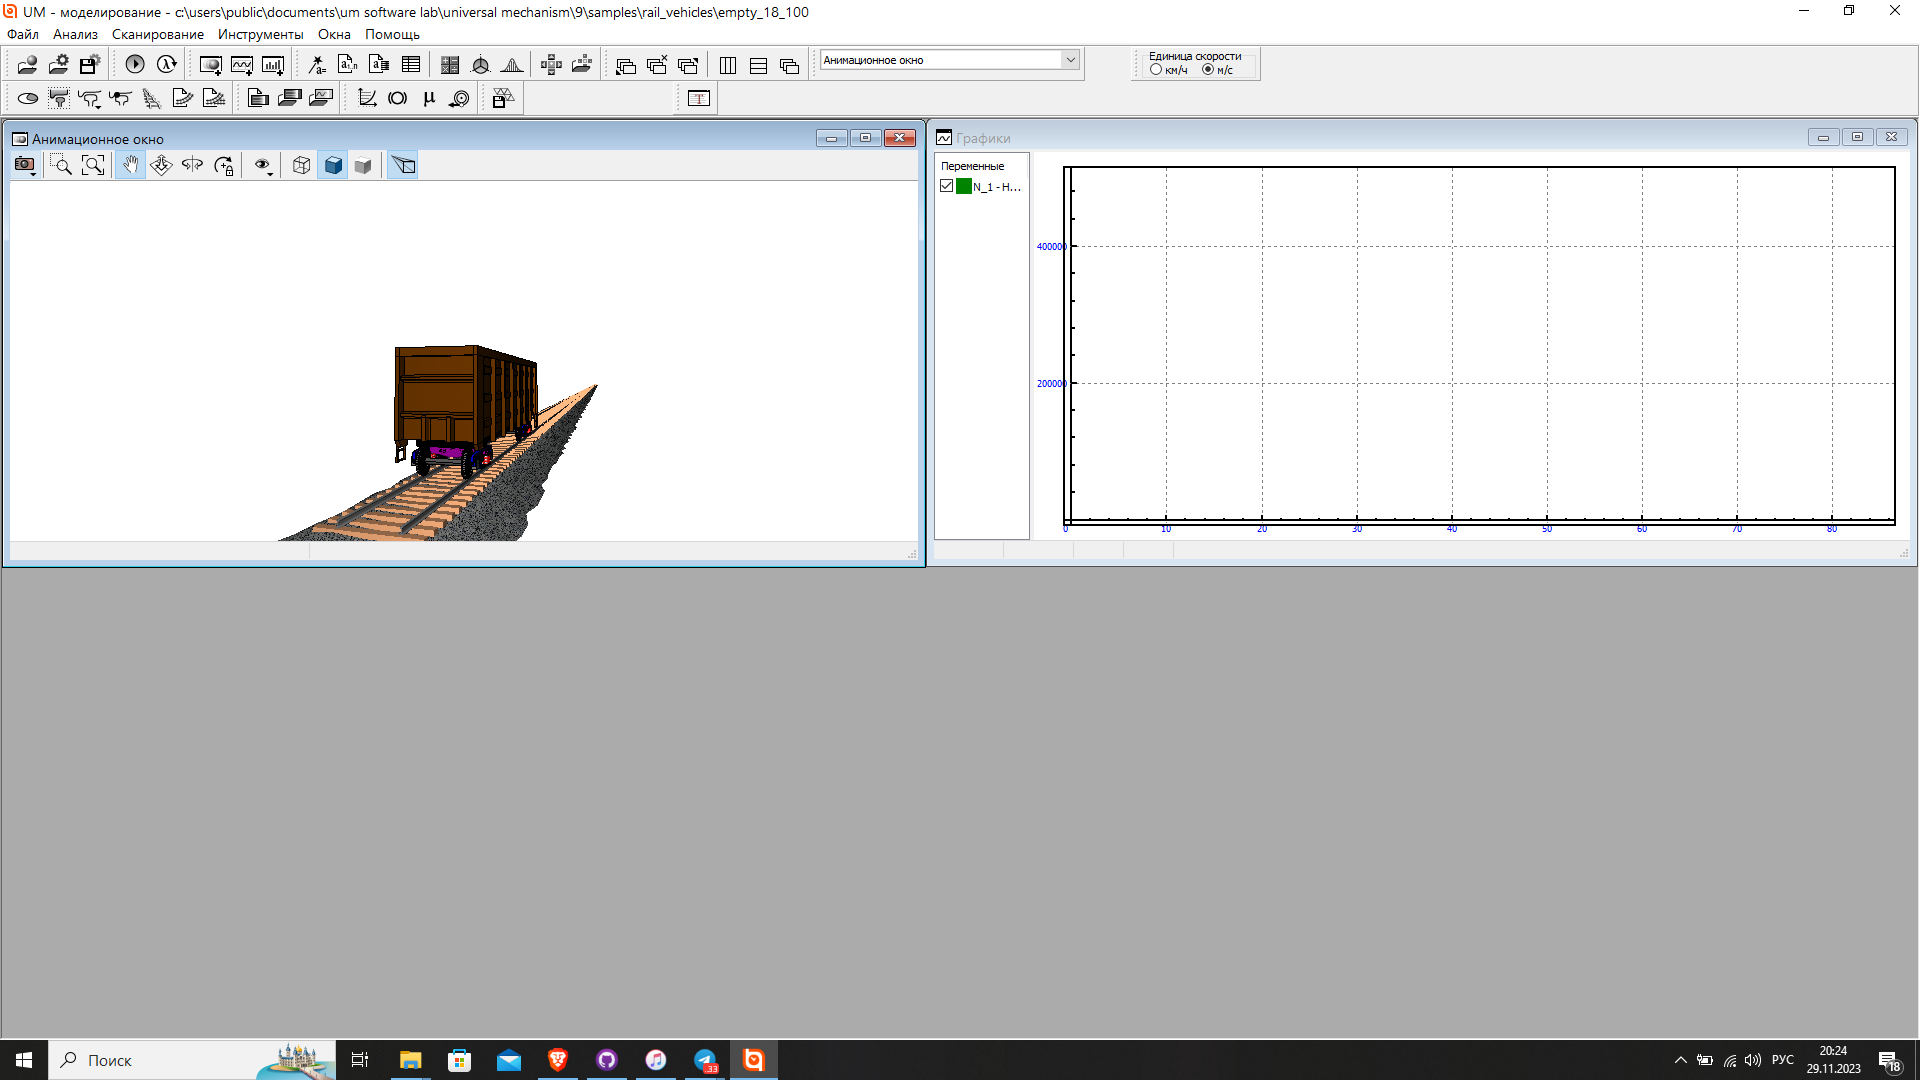 UM - моделирование - c:\users\public\documents\um software lab\universal mechanism\9\samples\rail_vehicles\empty_18_100
Файл Анализ Сканирование Инструменты Окна Помощь
Анимационное окно
Единица скорости
км/ч м/с
Анимационное окно
Графики
Переменные
N_1 - Н...
400000
200000
0 10 20 30 40 50 60 70 80
Поиск
33
РУС
20:24
29.11.2023
18